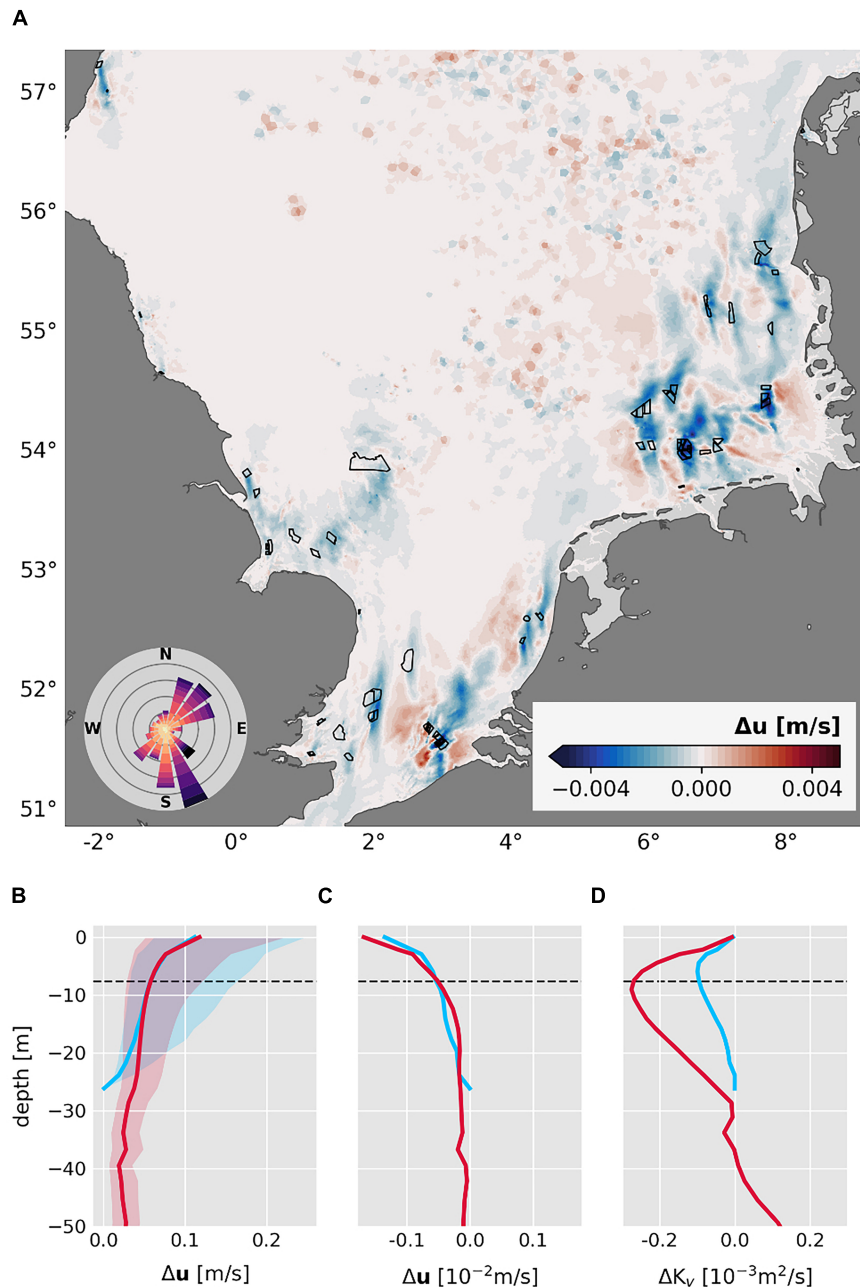 A
57°
56°
55°
54°
53°
52°
51°
N
W E
S
Δu [m/s]
−0.004 0.000 0.004
-2° 0° 2° 4° 6° 8°
B C D
0
−10
−20
−30
−40
−50
depth [m]
0.0 0.1 0.2
-0.1 0.0 0.1
-0.2 0.0 0.2
Δu [m/s]
Δu [10⁻²m/s]
ΔKᵥ [10⁻³m²/s]